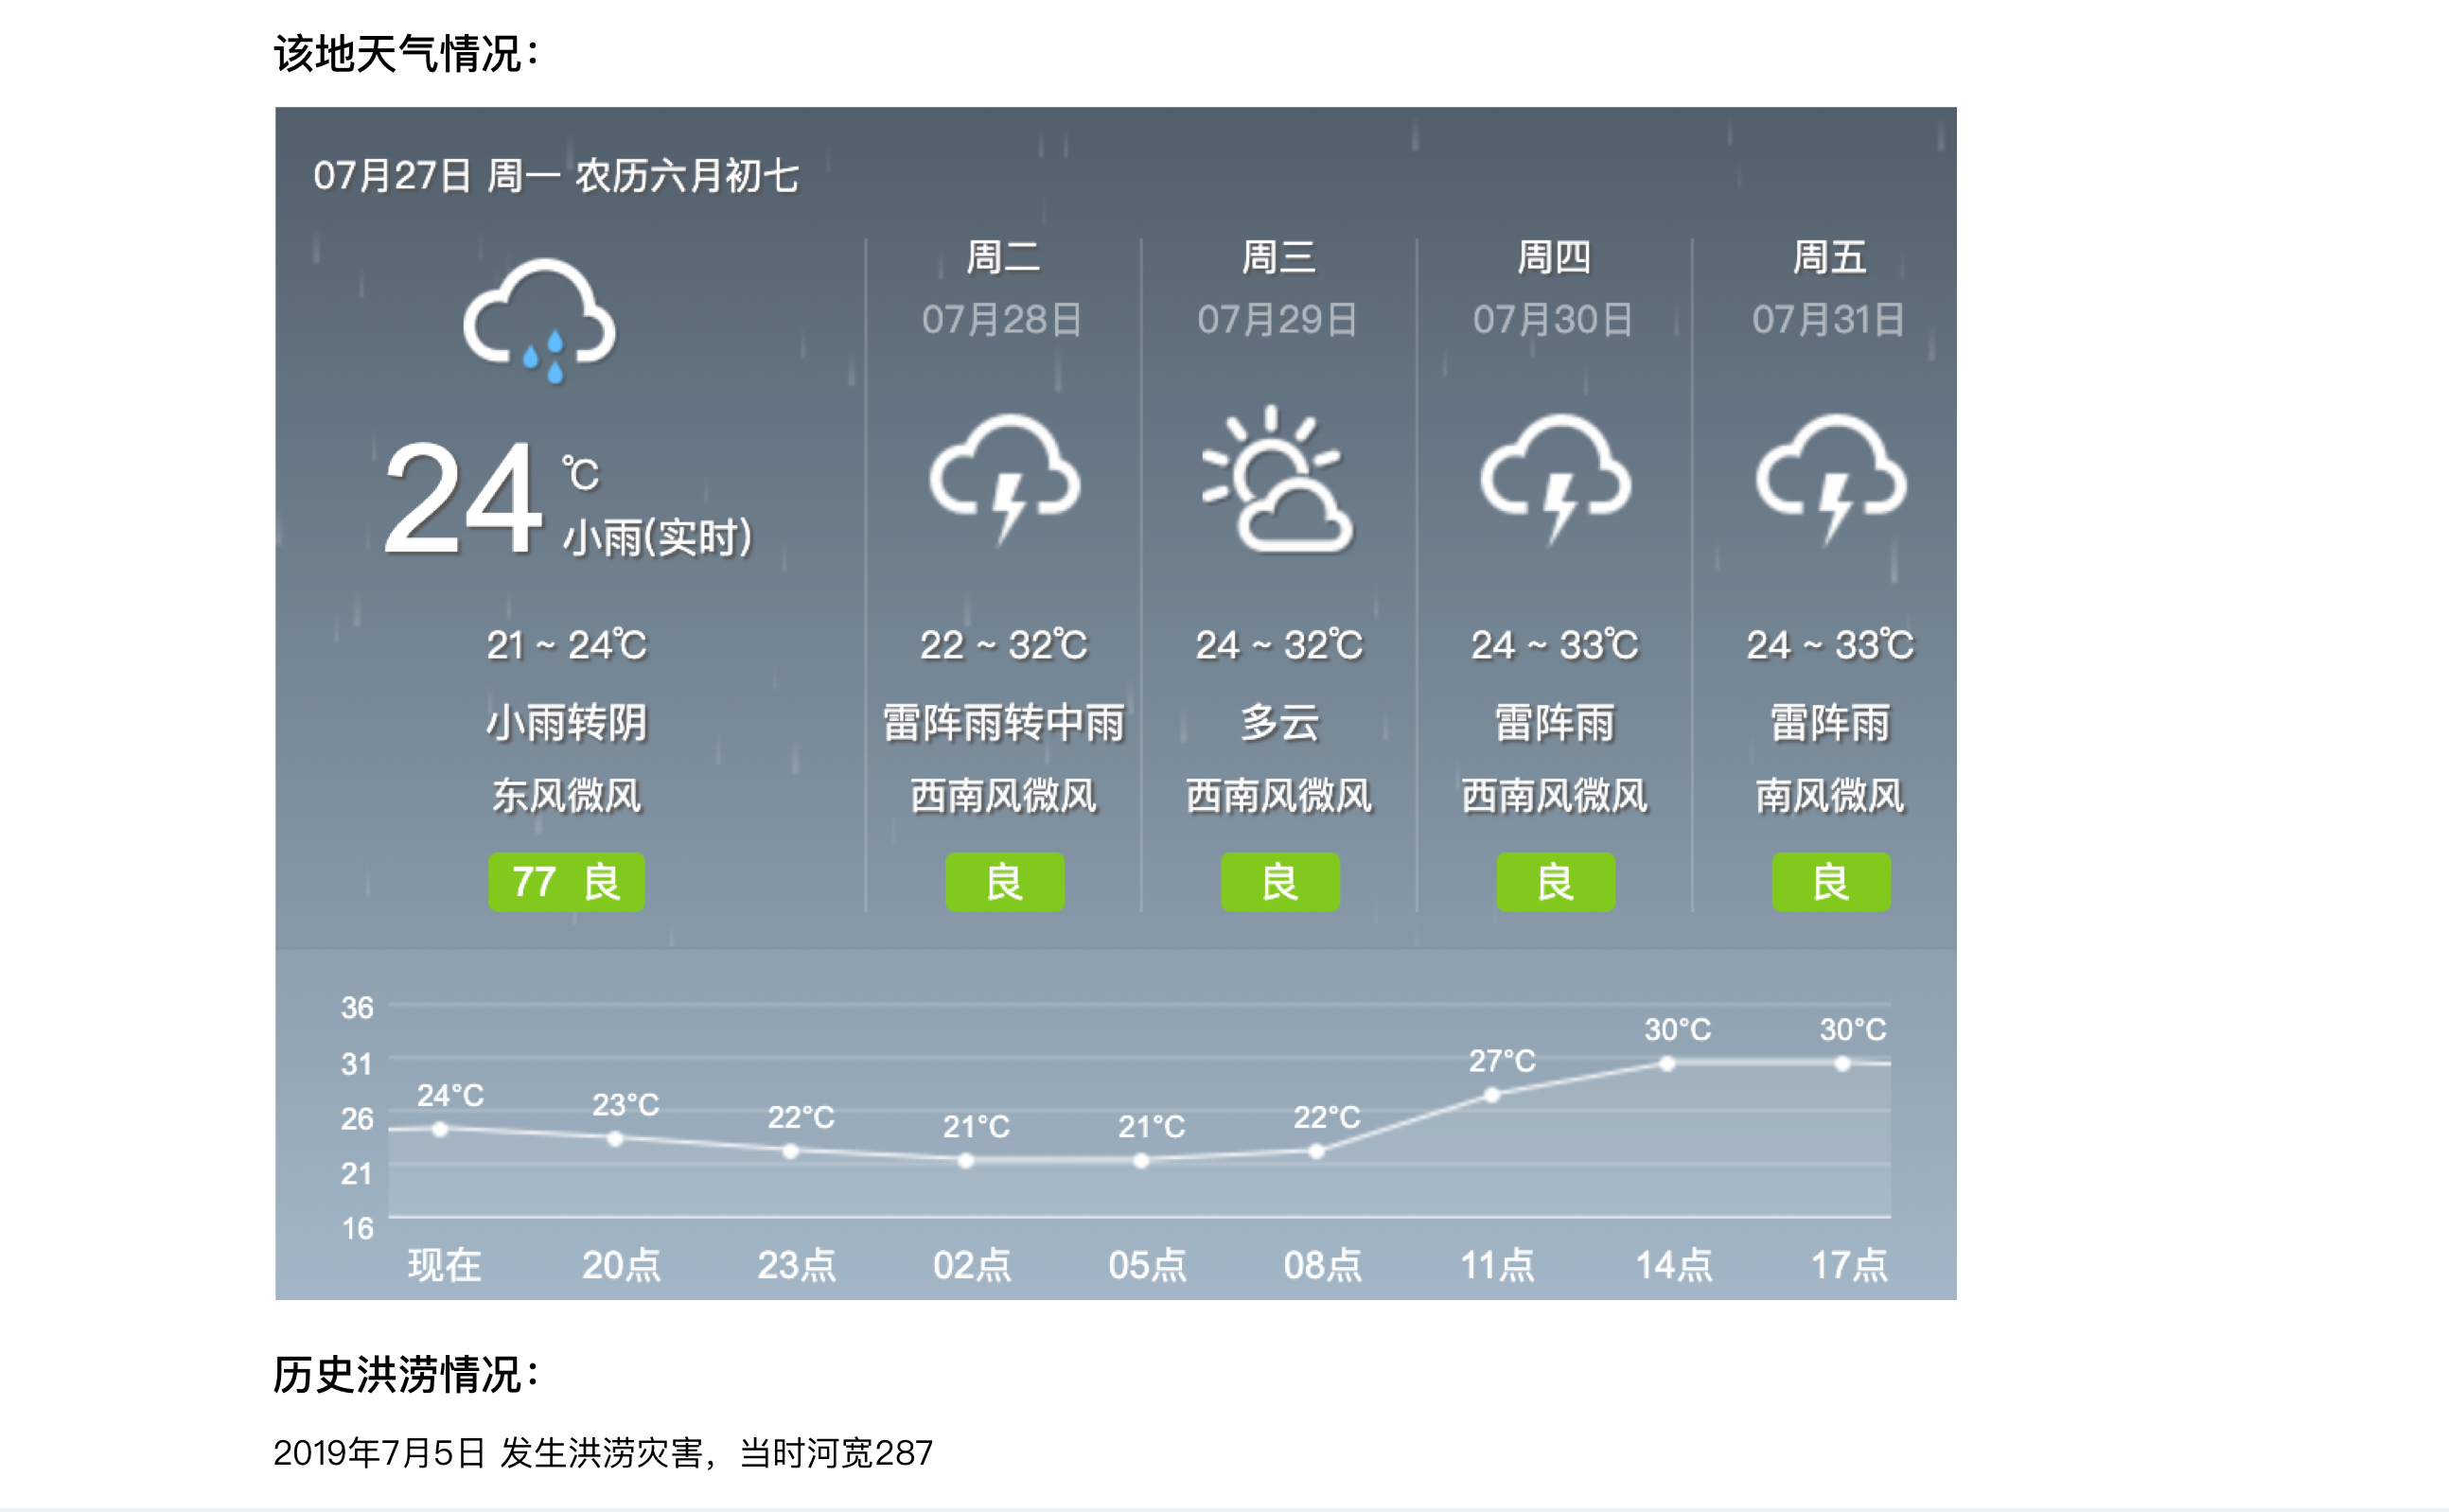 该地天气情况：
07月27日 周一 农历六月初七
24 ℃
小雨(实时)
21 ~ 24℃
小雨转阴
东风微风
77 良
周二
07月28日
22 ~ 32℃
雷阵雨转中雨
西南风微风
良
周三
07月29日
24 ~ 32℃
多云
西南风微风
良
周四
07月30日
24 ~ 33℃
雷阵雨
西南风微风
良
周五
07月31日
24 ~ 33℃
雷阵雨
南风微风
良
36
31
26
21
16
24°C 23°C 22°C 21°C 21°C 22°C 27°C 30°C 30°C
现在 20点 23点 02点 05点 08点 11点 14点 17点
历史洪涝情况：
2019年7月5日 发生洪涝灾害，当时河宽287